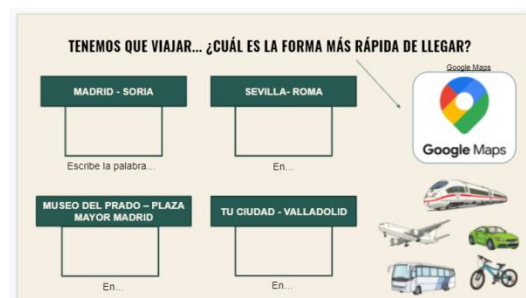 TENEMOS QUE VIAJAR... ¿CUÁL ES LA FORMA MÁS RÁPIDA DE LLEGAR?
Google Maps
MADRID - SORIA
SEVILLA- ROMA
Google Maps
Escribe la palabra...
En...
MUSEO DEL PRADO – PLAZA
MAYOR MADRID
TU CIUDAD - VALLADOLID
En...
En...